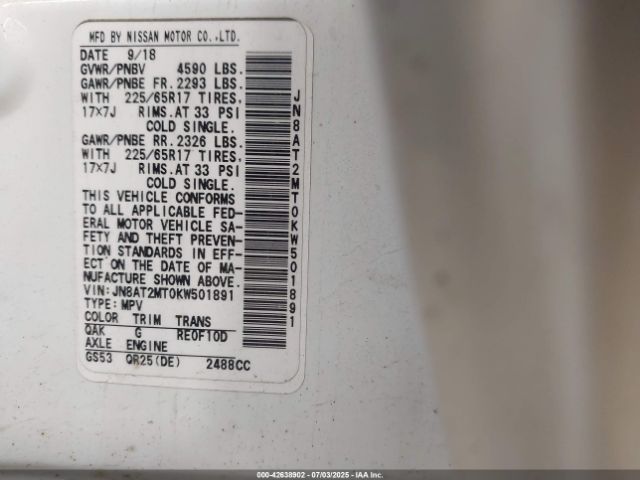 MFD BY NISSAN MOTOR CO.,LTD.
DATE 9/18
GVWR/PNBV 4590 LBS.
GAWR/PNBE FR.2293 LBS.
WITH 225/65R17 TIRES,
17x7J RIMS.AT 33 PSI
COLD SINGLE.
GAWR/PNBE RR.2326 LBS.
WITH 225/65R17 TIRES,
17x7J RIMS.AT 33 PSI
COLD SINGLE.
THIS VEHICLE CONFORMS
TO ALL APPLICABLE FED-
ERAL MOTOR VEHICLE SA-
FETY AND THEFT PREVEN-
TION STANDARDS IN EFF-
ECT ON THE DATE OF MA-
NUFACTURE SHOWN ABOVE.
VIN:JN8AT2MT0KW501891
TYPE:MPV
COLOR TRIM TRANS
QAK G RE0F10D
AXLE ENGINE
GS53 QR25(DE) 2488CC
JN8AT2MT0KW501891
000-42638902 - 07/03/2025 - COPYRIGHT IAA, LLC.